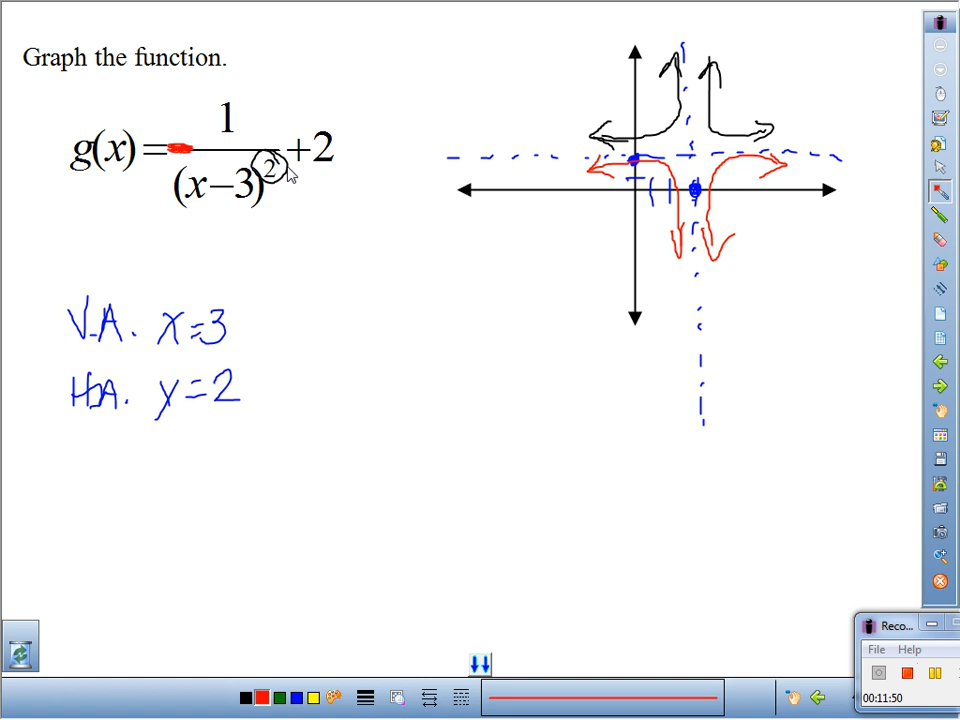 Graph the function.
g(x) = - 1/(x-3)^2 + 2
V.A. x=3
H.A. y=2
Reco...
File Help
00:11:50